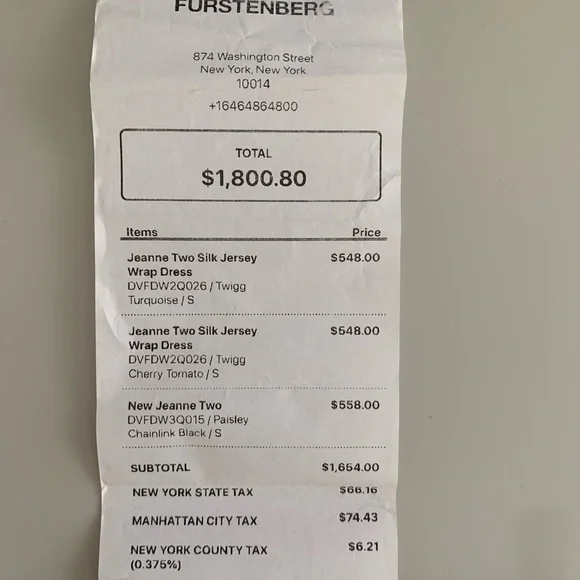 FURSTENBERG
874 Washington Street
New York, New York
10014
+16464864800
TOTAL
$1,800.80
Items Price
Jeanne Two Silk Jersey $548.00
Wrap Dress
DVFDW2Q026 / Twigg
Turquoise / S
Jeanne Two Silk Jersey $548.00
Wrap Dress
DVFDW2Q026 / Twigg
Cherry Tomato / S
New Jeanne Two $558.00
DVFDW3Q015 / Paisley
Chainlink Black / S
SUBTOTAL $1,654.00
NEW YORK STATE TAX $66.16
MANHATTAN CITY TAX $74.43
NEW YORK COUNTY TAX $6.21
(0.375%)